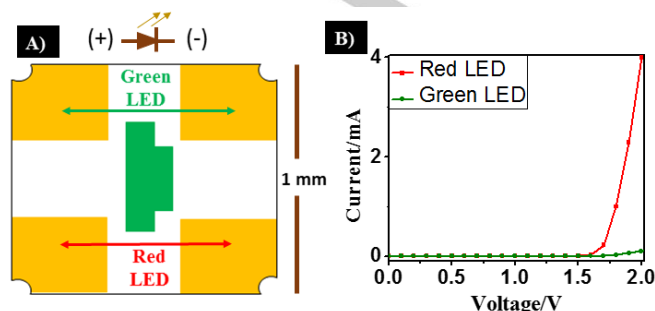 A)
(+)
(-)
Green
LED
Red
LED
1 mm
B)
Current/mA
4
2
0
Red LED
Green LED
0.0
0.5
1.0
1.5
2.0
Voltage/V